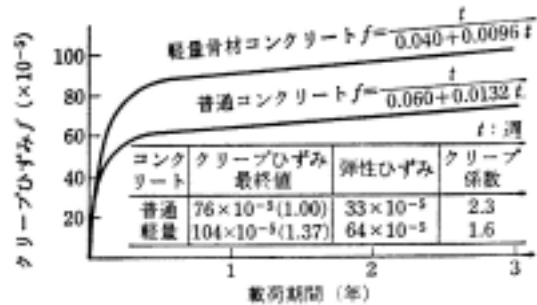 クリープひずみ f (×10⁻⁵)
100
80
60
40
20
軽量骨材コンクリート f=t/(0.040+0.0096 t)
普通コンクリート f=t/(0.060+0.0132 t)
t：週
コンクリート クリープひずみ最終値 弾性ひずみ クリープ係数
普通 76×10⁻⁵(1.00) 33×10⁻⁵ 2.3
軽量 104×10⁻⁵(1.37) 64×10⁻⁵ 1.6
1 2 3
載荷期間（年）